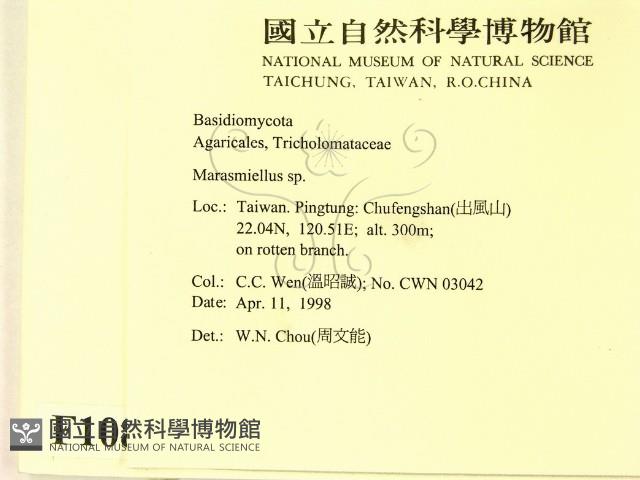 國立自然科學博物館
NATIONAL MUSEUM OF NATURAL SCIENCE
TAICHUNG, TAIWAN, R.O.CHINA
Basidiomycota
Agaricales, Tricholomataceae
Marasmiellus sp.
Loc.: Taiwan. Pingtung: Chufengshan(出風山)
22.04N, 120.51E; alt. 300m;
on rotten branch.
Col.: C.C. Wen(溫昭誠); No. CWN 03042
Date: Apr. 11, 1998
Det.: W.N. Chou(周文能)
國立自然科學博物館
NATIONAL MUSEUM OF NATURAL SCIENCE